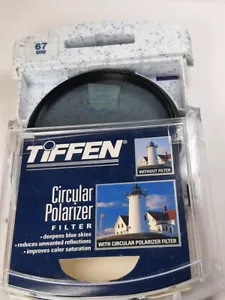 67
MM
TIFFEN
WITHOUT FILTER
Circular
Polarizer
FILTER
• deepens blue skies
• reduces unwanted reflections
• improves color saturation
WITH CIRCULAR POLARIZER FILTER